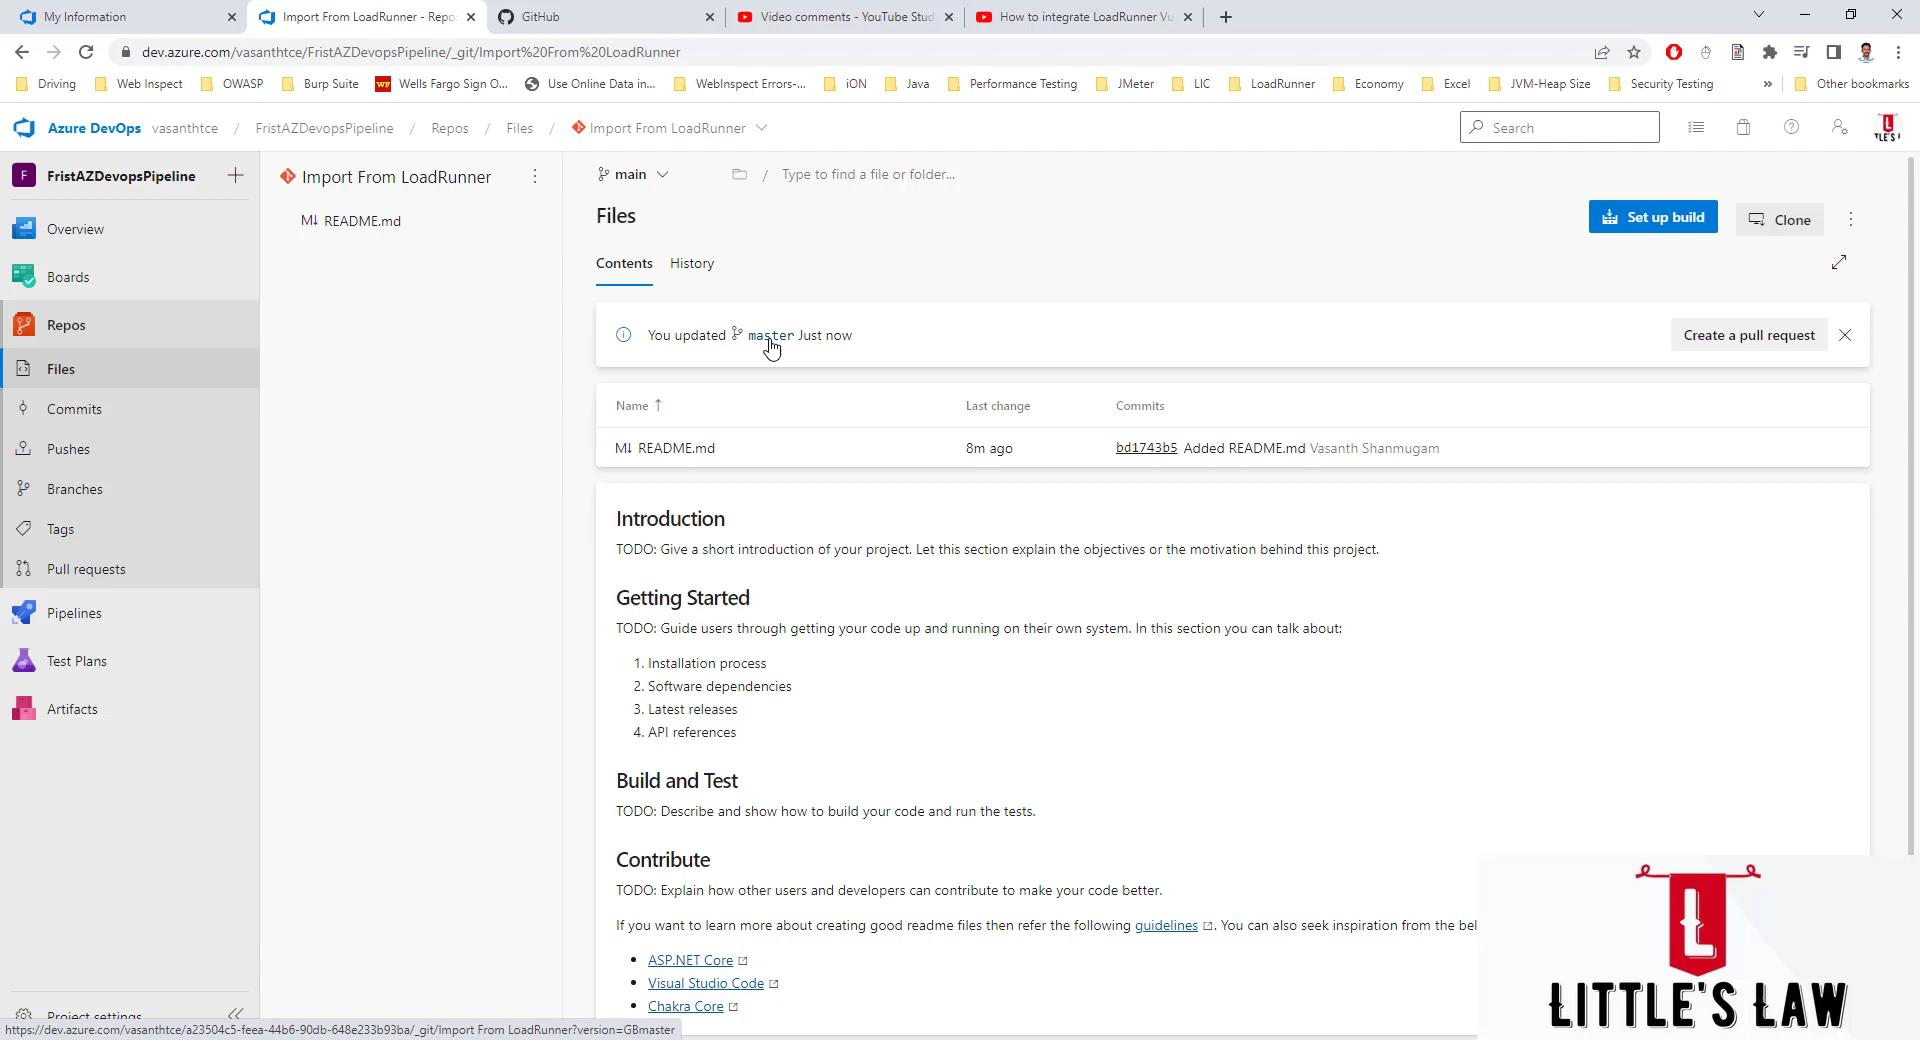 My Information
Import From LoadRunner - Repo
GitHub
Video comments - YouTube Stud
How to integrate LoadRunner Vu
dev.azure.com/vasanthtce/FristAZDevopsPipeline/_git/Import%20From%20LoadRunner
Driving Web Inspect OWASP Burp Suite Wells Fargo Sign O... Use Online Data in... WebInspect Errors-... iON Java Performance Testing JMeter LIC LoadRunner Economy Excel JVM-Heap Size Security Testing » Other bookmarks
Azure DevOps vasanthtce / FristAZDevopsPipeline / Repos / Files / Import From LoadRunner
Search
TLE'S
F FristAZDevopsPipeline
Overview
Boards
Repos
Files
Commits
Pushes
Branches
Tags
Pull requests
Pipelines
Test Plans
Artifacts
Project settings
Import From LoadRunner
README.md
main / Type to find a file or folder...
Files
Set up build
Clone
Contents History
You updated master Just now
Create a pull request
Name ↑ Last change Commits
README.md 8m ago bd1743b5 Added README.md Vasanth Shanmugam
Introduction
TODO: Give a short introduction of your project. Let this section explain the objectives or the motivation behind this project.
Getting Started
TODO: Guide users through getting your code up and running on their own system. In this section you can talk about:
1. Installation process
2. Software dependencies
3. Latest releases
4. API references
Build and Test
TODO: Describe and show how to build your code and run the tests.
Contribute
TODO: Explain how other users and developers can contribute to make your code better.
If you want to learn more about creating good readme files then refer the following guidelines. You can also seek inspiration from the bel
• ASP.NET Core
• Visual Studio Code
• Chakra Core
https://dev.azure.com/vasanthtce/a23504c5-feea-44b6-90db-648e233b93ba/_git/Import From LoadRunner?version=GBmaster
L
LITTLE'S LAW